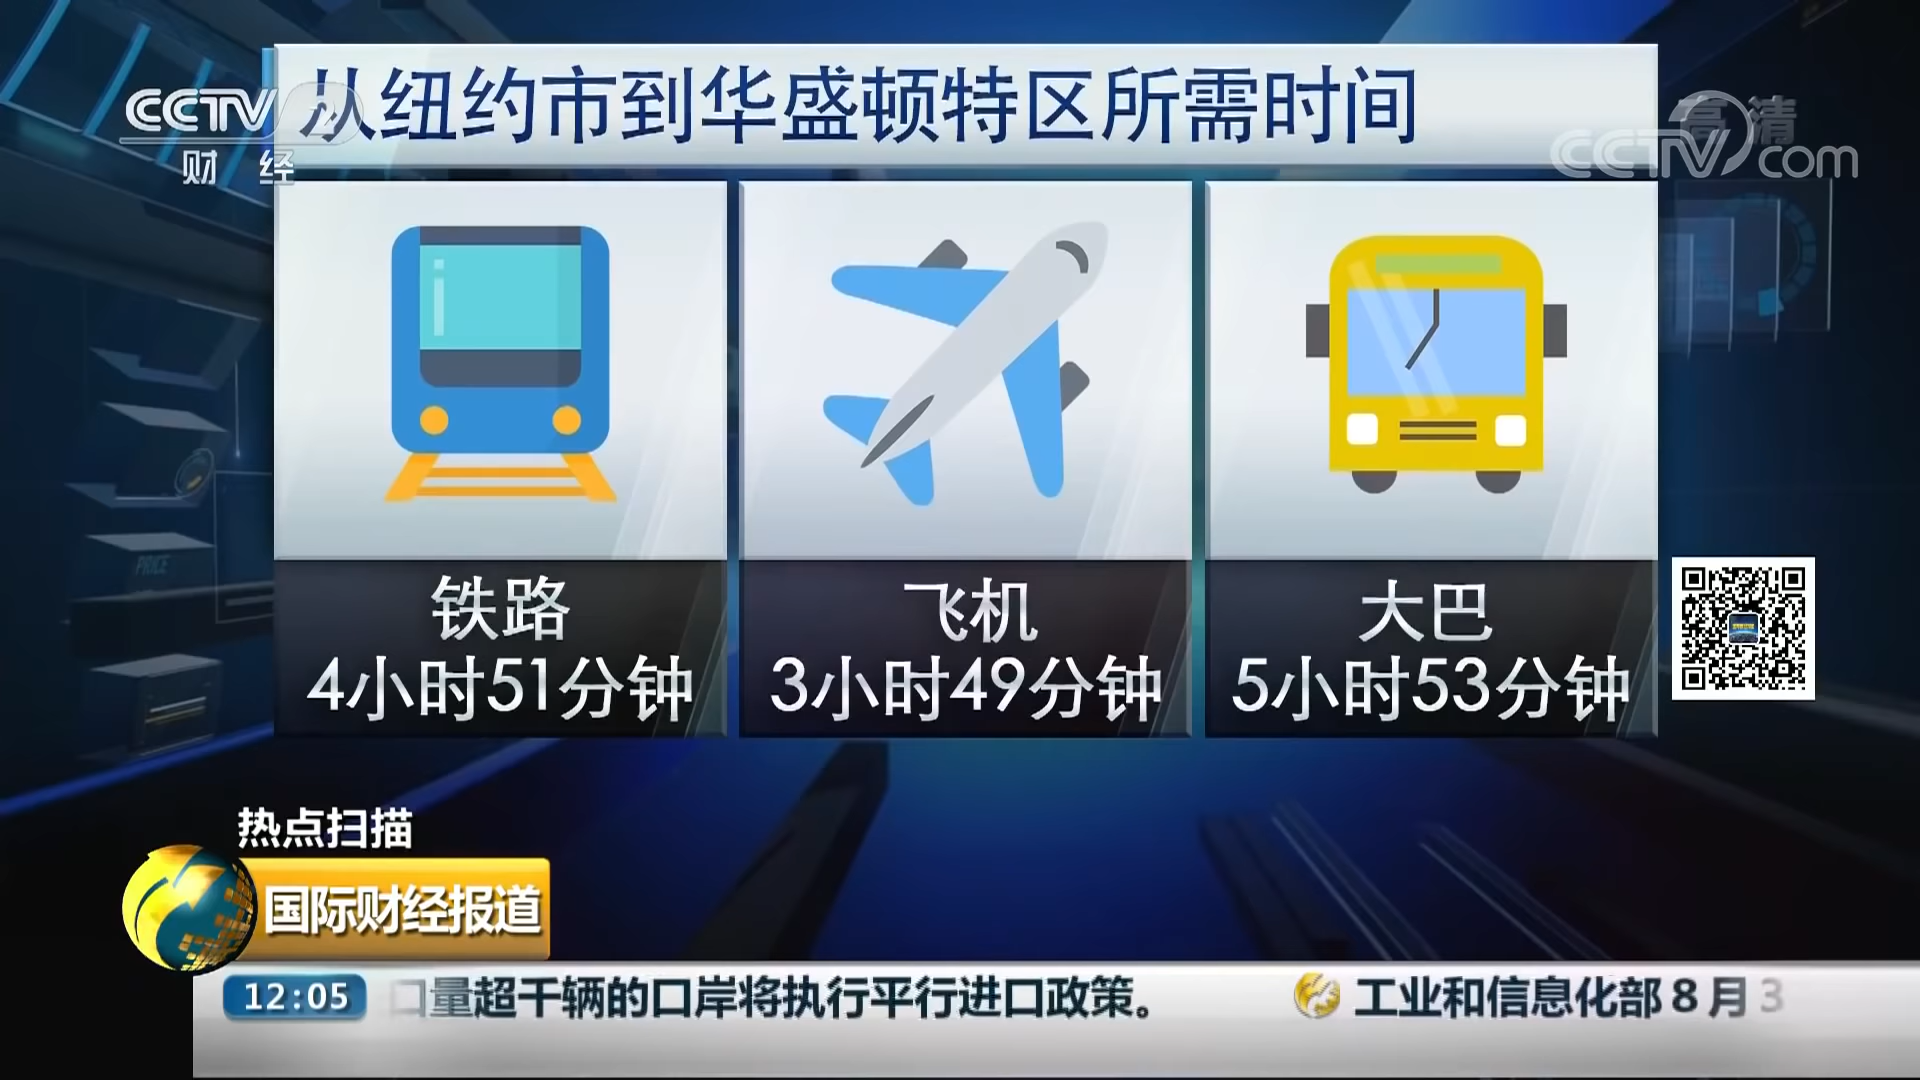 从纽约市到华盛顿特区所需时间
CCTV 2
财 经
高清
CCTV.com
铁路
4小时51分钟
飞机
3小时49分钟
大巴
5小时53分钟
PRICE
热点扫描
国际财经报道
12:05 口量超千辆的口岸将执行平行进口政策。 工业和信息化部8月3